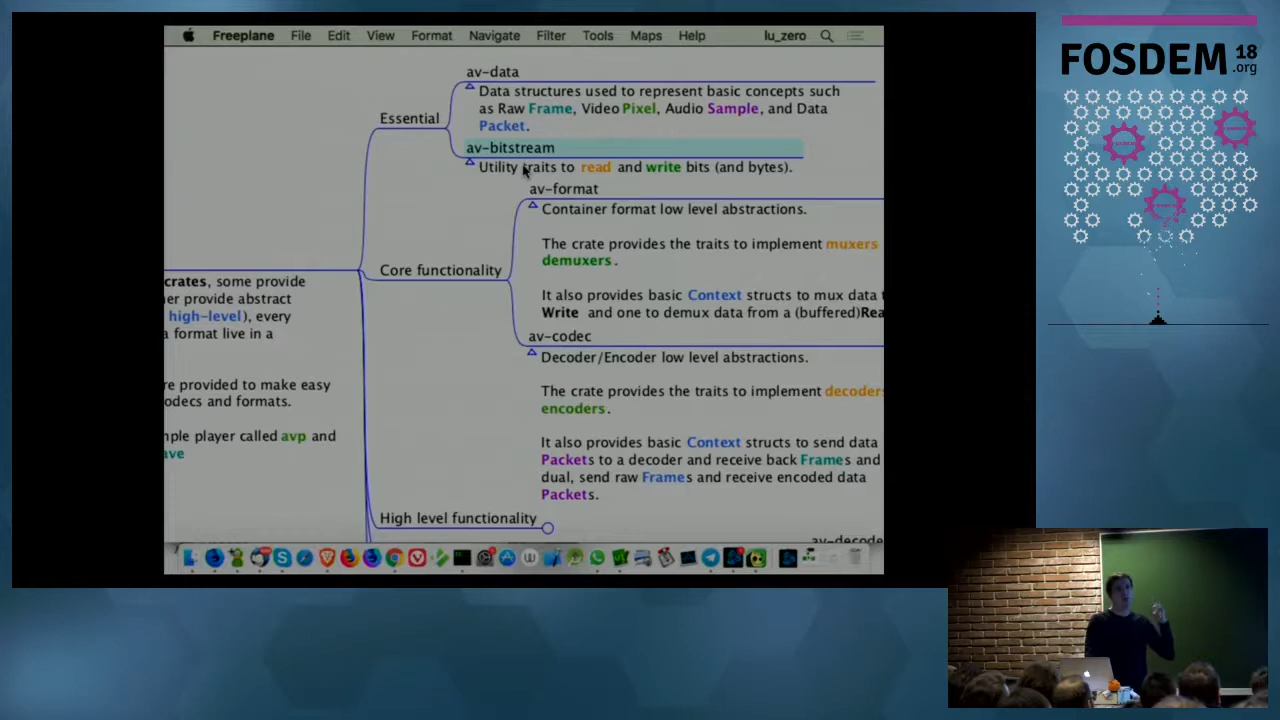 Freeplane File Edit View Format Navigate Filter Tools Maps Help lu_zero
FOSDEM 18 .org
av-data
Data structures used to represent basic concepts such
as Raw Frame, Video Pixel, Audio Sample, and Data
Packet.
Essential
av-bitstream
Utility traits to read and write bits (and bytes).
av-format
Container format low level abstractions.
The crate provides the traits to implement muxers
demuxers.
Core functionality
It also provides basic Context structs to mux data
Write and one to demux data from a (buffered)Rea
crates, some provide
er provide abstract
high-level), every
a format live in a
re provided to make easy
odecs and formats.
ple player called avp and
ave
av-codec
Decoder/Encoder low level abstractions.
The crate provides the traits to implement decoders
encoders.
It also provides basic Context structs to send data
Packets to a decoder and receive back Frames and
dual, send raw Frames and receive encoded data
Packets.
High level functionality
av-decode